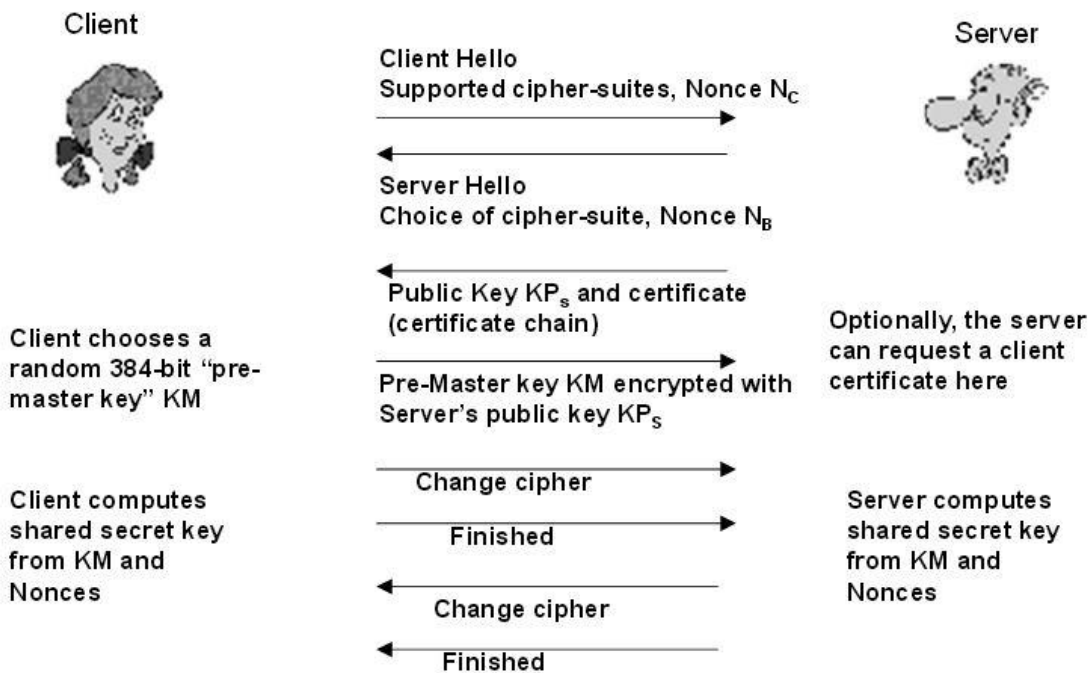 Client
Server
Client Hello
Supported cipher-suites, Nonce N_C
Server Hello
Choice of cipher-suite, Nonce N_B
Public Key KP_s and certificate
(certificate chain)
Optionally, the server
can request a client
certificate here
Client chooses a
random 384-bit “pre-
master key” KM
Pre-Master key KM encrypted with
Server’s public key KP_S
Change cipher
Client computes
shared secret key
from KM and
Nonces
Finished
Server computes
shared secret key
from KM and
Nonces
Change cipher
Finished